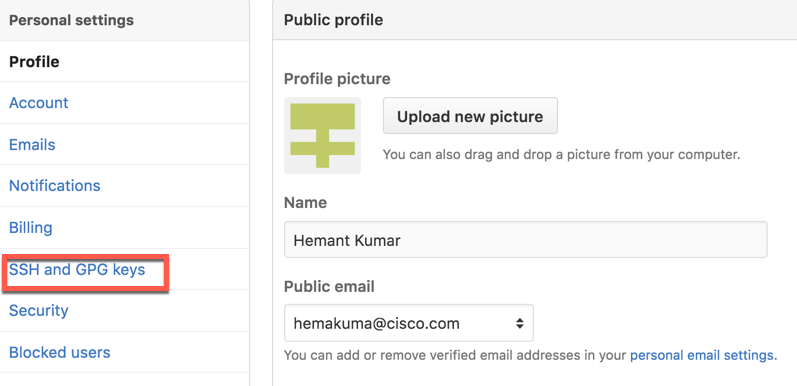 Personal settings
Profile
Account
Emails
Notifications
Billing
SSH and GPG keys
Security
Blocked users
Public profile
Profile picture
Upload new picture
You can also drag and drop a picture from your computer.
Name
Hemant Kumar
Public email
hemakuma@cisco.com
You can add or remove verified email addresses in your personal email settings.